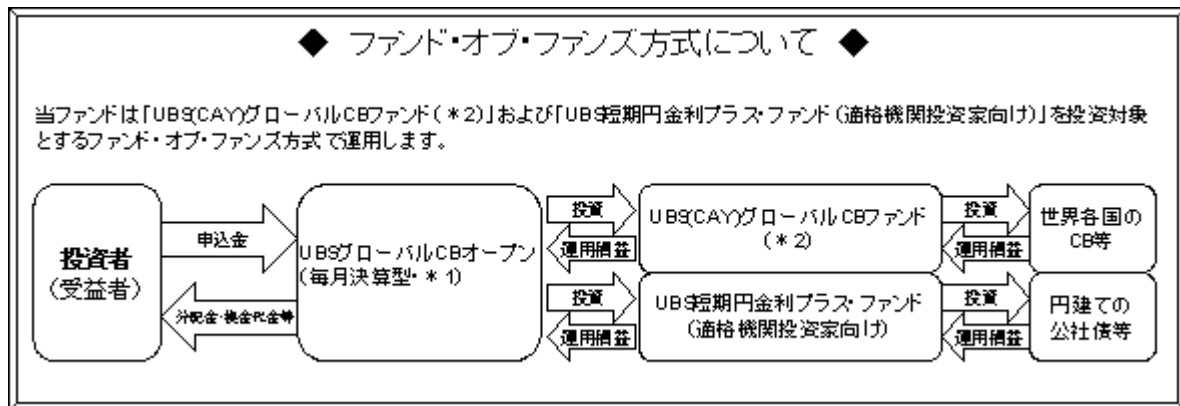 ◆ ファンド・オブ・ファンズ方式について ◆
当ファンドは「UBS(CAY)グローバルCBファンド(*2)」および「UBS短期円金利プラス・ファンド(適格機関投資家向け)」を投資対象
とするファンド・オブ・ファンズ方式で運用します。
投資者
(受益者)
申込金
分配金・換金代金等
UBSグローバルCBオープン
(毎月決算型・*1)
投資
運用損益
UBS(CAY)グローバルCBファンド
(*2)
投資
運用損益
世界各国の
CB等
投資
運用損益
UBS短期円金利プラス・ファンド
(適格機関投資家向け)
投資
運用損益
円建ての
公社債等